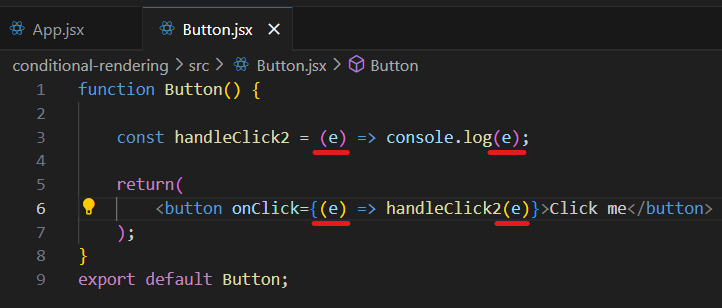 App.jsx Button.jsx ×
conditional-rendering > src > Button.jsx > Button
1 function Button() {
2
3 const handleClick2 = (e) => console.log(e);
4
5 return(
6 <button onClick={(e) => handleClick2(e)}>Click me</button>
7 );
8 }
9 export default Button;